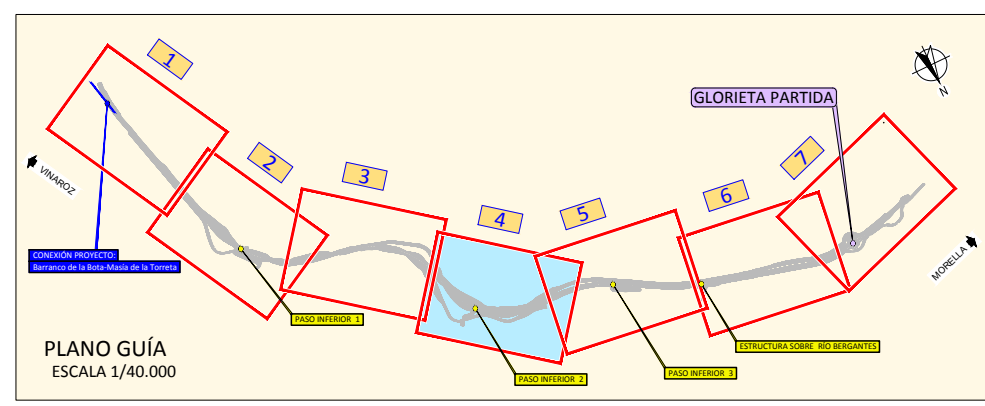 1
2
3
4
5
6
7
N
GLORIETA PARTIDA
VINAROZ
MORELLA
CONEXIÓN PROYECTO:
Barranco de la Bota-Masía de la Torreta
PASO INFERIOR 1
PASO INFERIOR 2
PASO INFERIOR 3
ESTRUCTURA SOBRE RÍO BERGANTES
PLANO GUÍA
ESCALA 1/40.000